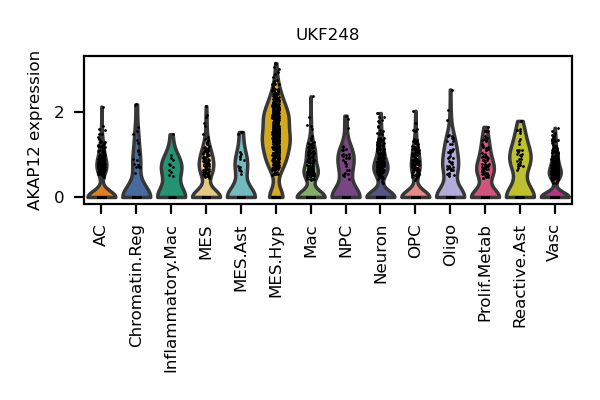 UKF248
AKAP12 expression
2
0
AC
Chromatin.Reg
Inflammatory.Mac
MES
MES.Ast
MES.Hyp
Mac
NPC
Neuron
OPC
Oligo
Prolif.Metab
Reactive.Ast
Vasc